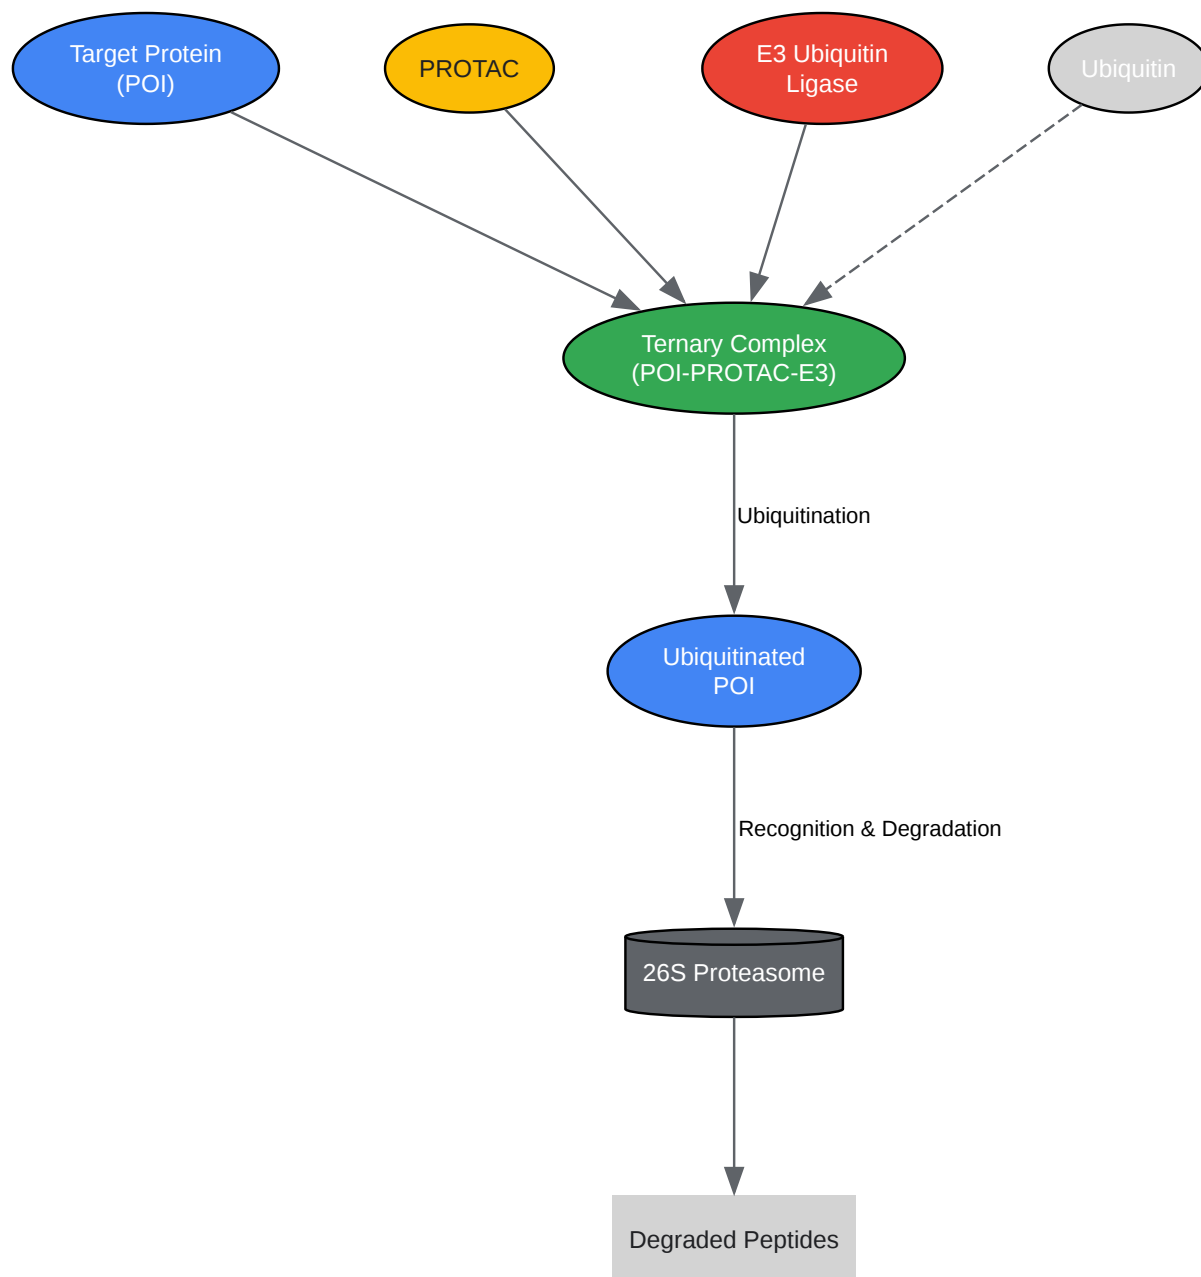 Target Protein
(POI)
PROTAC
E3 Ubiquitin
Ligase
Ubiquitin
Ternary Complex
(POI-PROTAC-E3)
Ubiquitination
Ubiquitinated
POI
Recognition & Degradation
26S Proteasome
Degraded Peptides